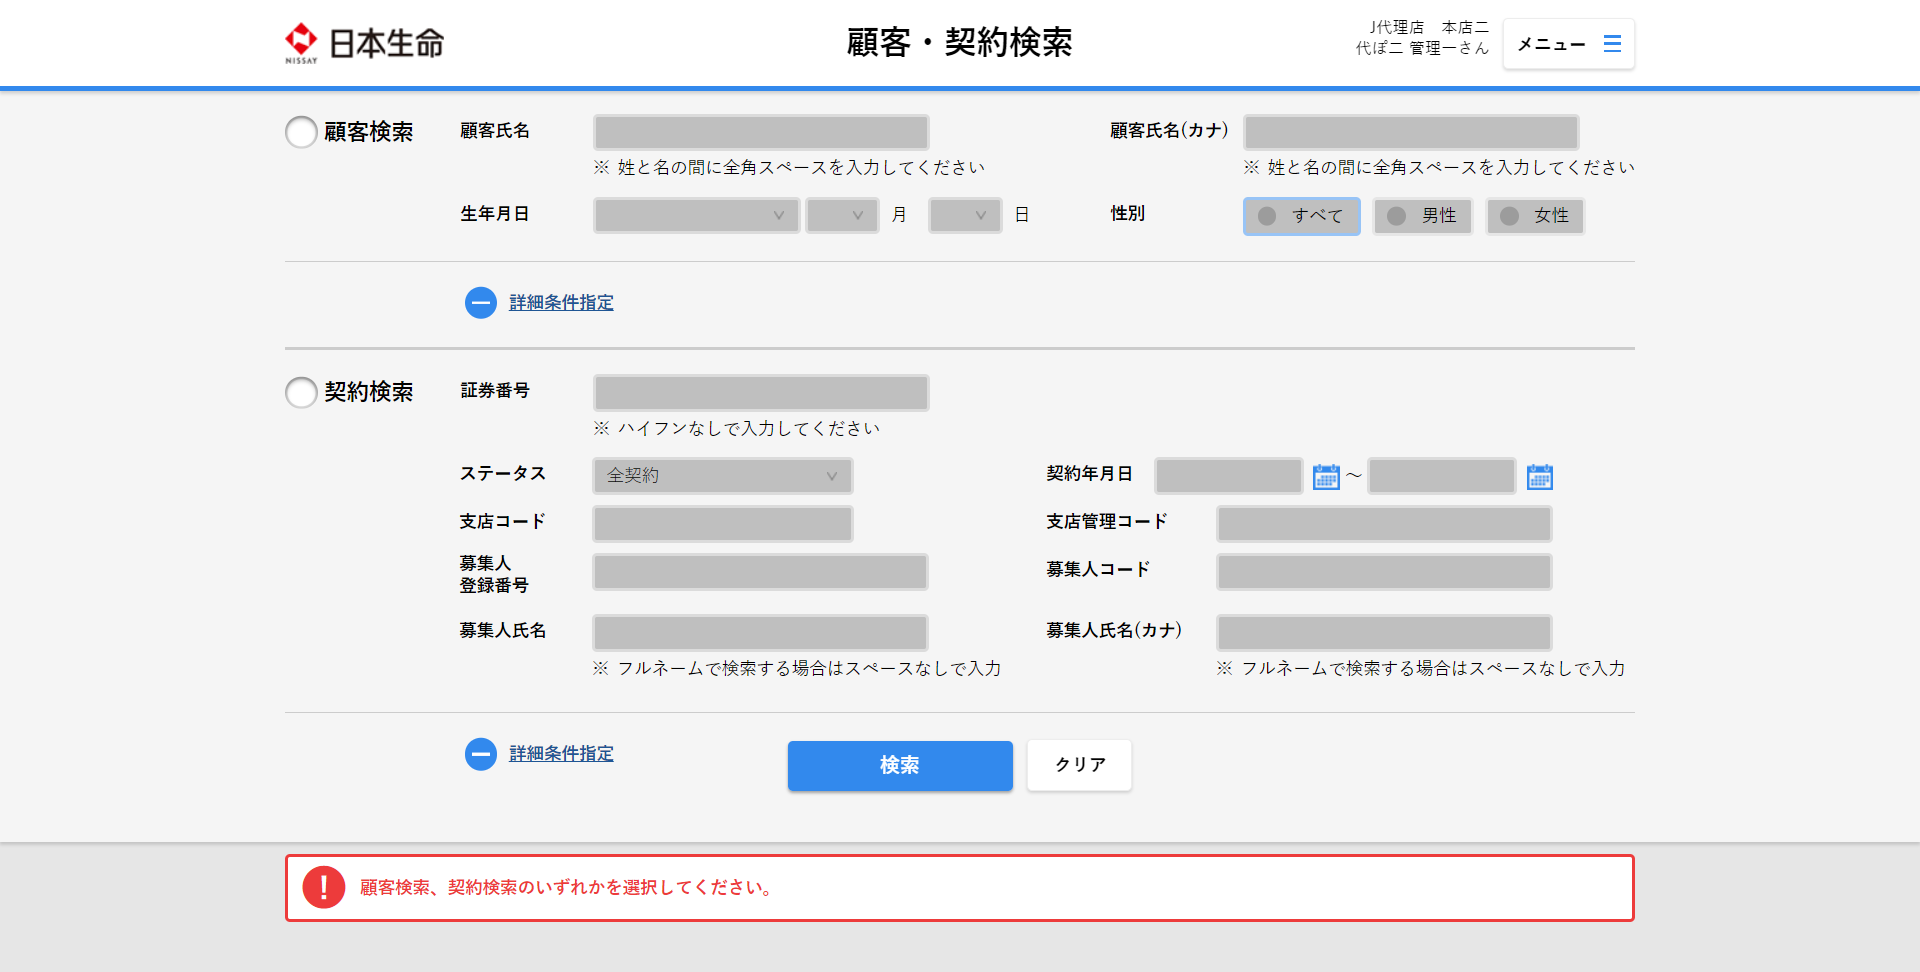 NISSAY 日本生命
顧客・契約検索
J代理店　本店二
代ぽ二 管理一さん
メニュー
顧客検索
顧客氏名
※ 姓と名の間に全角スペースを入力してください
顧客氏名(カナ)
※ 姓と名の間に全角スペースを入力してください
生年月日
月
日
性別
すべて
男性
女性
詳細条件指定
契約検索
証券番号
※ ハイフンなしで入力してください
ステータス
全契約
契約年月日
～
支店コード
支店管理コード
募集人
登録番号
募集人コード
募集人氏名
※ フルネームで検索する場合はスペースなしで入力
募集人氏名(カナ)
※ フルネームで検索する場合はスペースなしで入力
詳細条件指定
検索
クリア
顧客検索、契約検索のいずれかを選択してください。